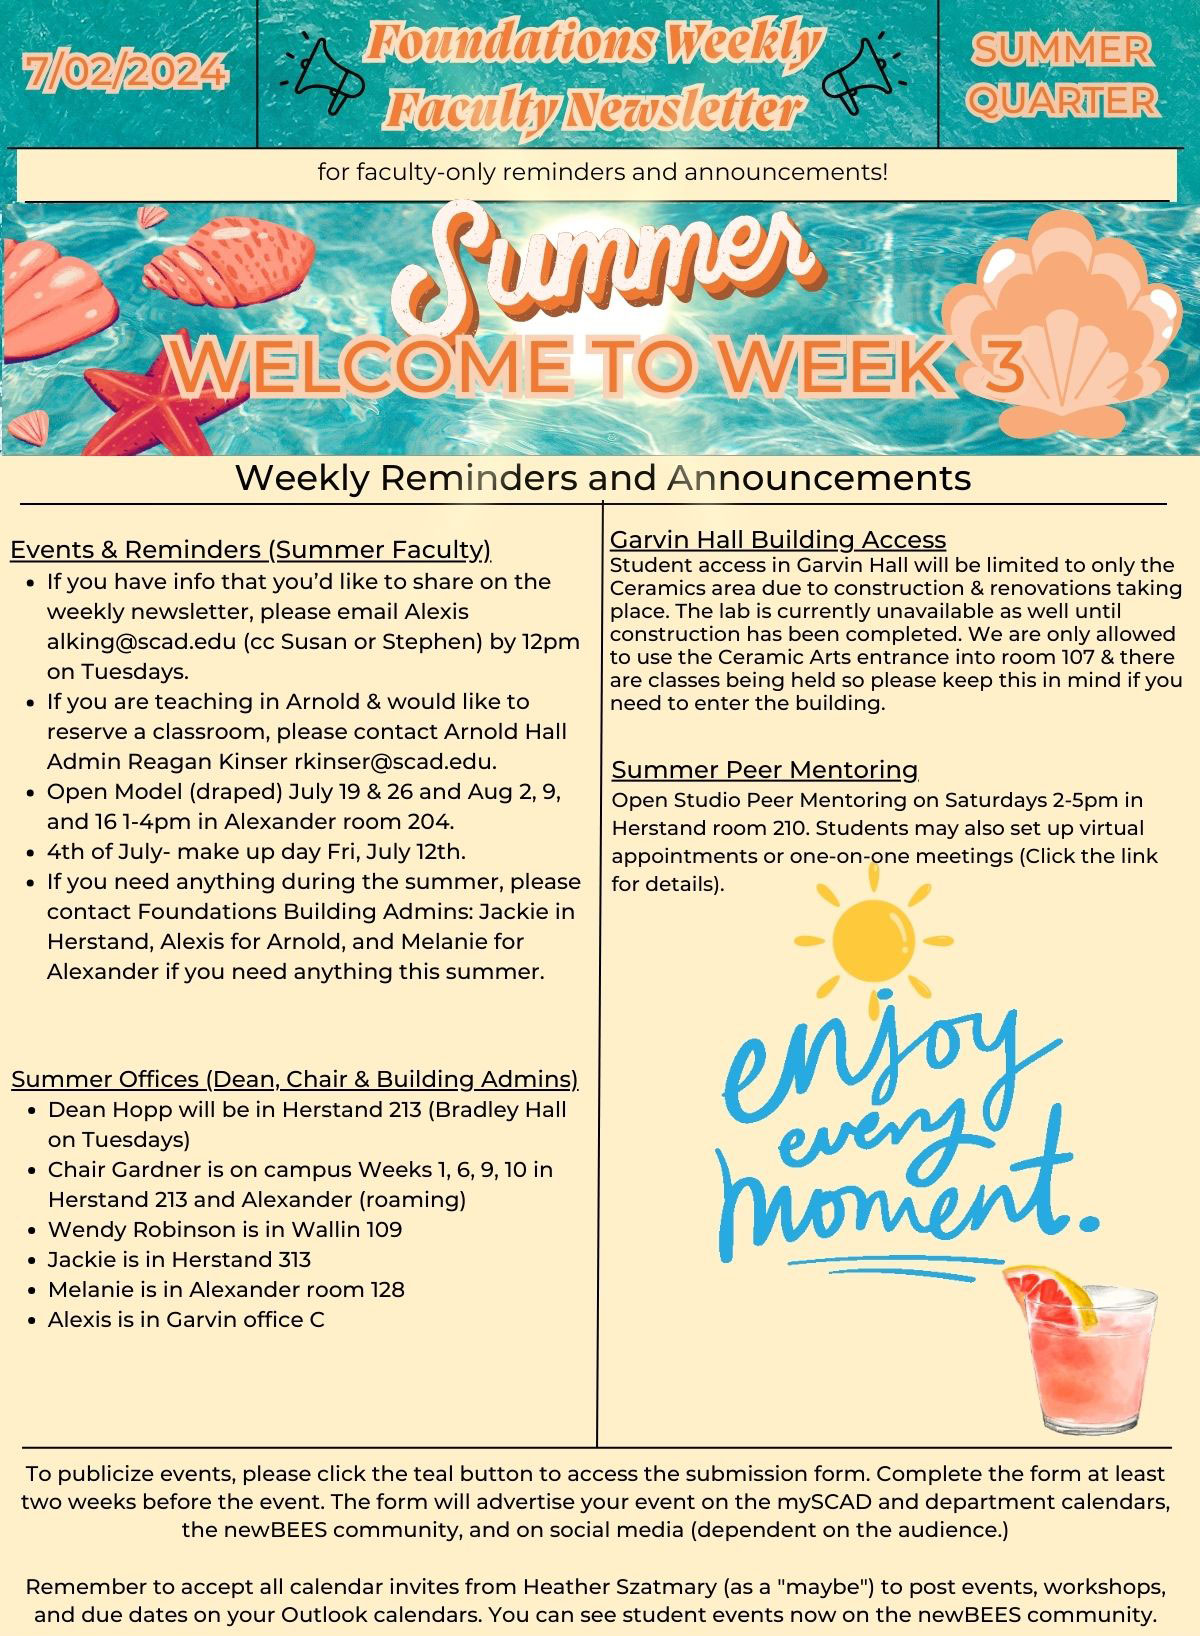 7/02/2024
Foundations Weekly
Faculty Newsletter
SUMMER
QUARTER
for faculty-only reminders and announcements!
Summer
WELCOME TO WEEK 3
Weekly Reminders and Announcements
Events & Reminders (Summer Faculty)
• If you have info that you’d like to share on the
weekly newsletter, please email Alexis
alking@scad.edu (cc Susan or Stephen) by 12pm
on Tuesdays.
• If you are teaching in Arnold & would like to
reserve a classroom, please contact Arnold Hall
Admin Reagan Kinser rkinser@scad.edu.
• Open Model (draped) July 19 & 26 and Aug 2, 9,
and 16 1-4pm in Alexander room 204.
• 4th of July- make up day Fri, July 12th.
• If you need anything during the summer, please
contact Foundations Building Admins: Jackie in
Herstand, Alexis for Arnold, and Melanie for
Alexander if you need anything this summer.
Summer Offices (Dean, Chair & Building Admins)
• Dean Hopp will be in Herstand 213 (Bradley Hall
on Tuesdays)
• Chair Gardner is on campus Weeks 1, 6, 9, 10 in
Herstand 213 and Alexander (roaming)
• Wendy Robinson is in Wallin 109
• Jackie is in Herstand 313
• Melanie is in Alexander room 128
• Alexis is in Garvin office C
Garvin Hall Building Access
Student access in Garvin Hall will be limited to only the
Ceramics area due to construction & renovations taking
place. The lab is currently unavailable as well until
construction has been completed. We are only allowed
to use the Ceramic Arts entrance into room 107 & there
are classes being held so please keep this in mind if you
need to enter the building.
Summer Peer Mentoring
Open Studio Peer Mentoring on Saturdays 2-5pm in
Herstand room 210. Students may also set up virtual
appointments or one-on-one meetings (Click the link
for details).
enjoy
every
moment.
To publicize events, please click the teal button to access the submission form. Complete the form at least
two weeks before the event. The form will advertise your event on the mySCAD and department calendars,
the newBEES community, and on social media (dependent on the audience.)
Remember to accept all calendar invites from Heather Szatmary (as a "maybe") to post events, workshops,
and due dates on your Outlook calendars. You can see student events now on the newBEES community.